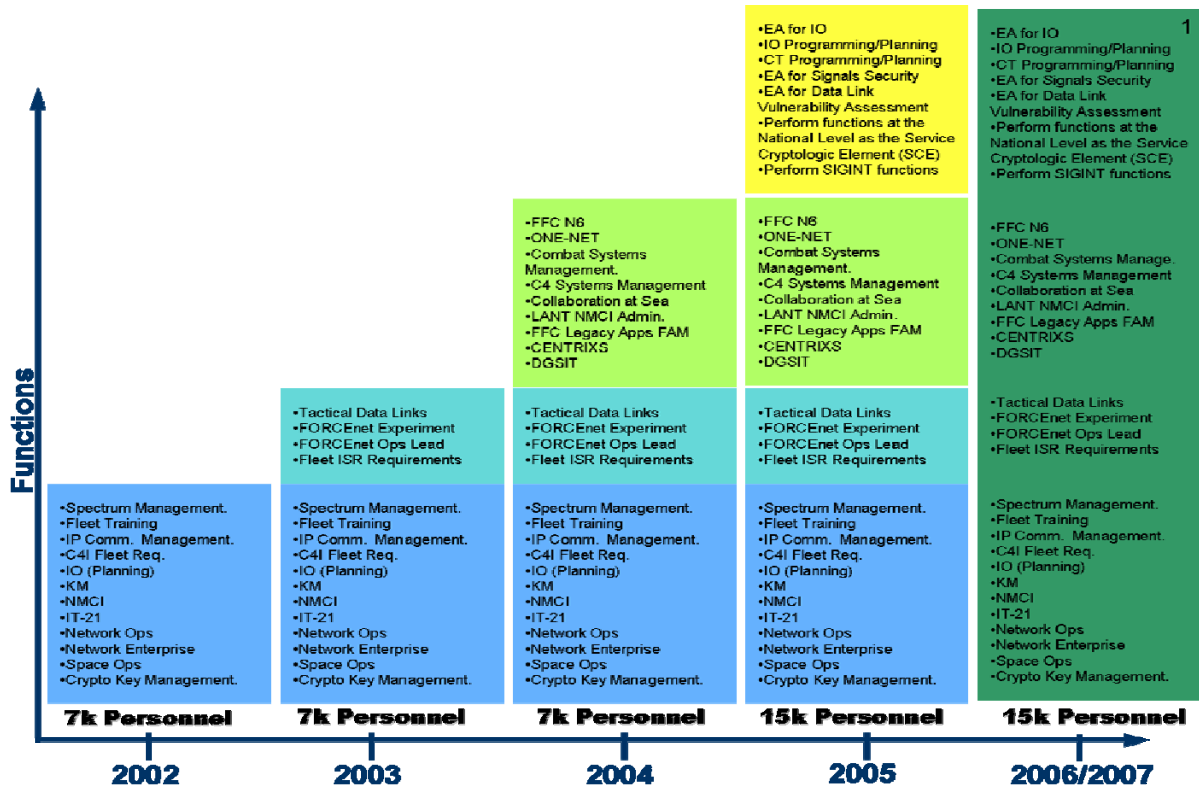 Functions
•Spectrum Management.
•Fleet Training
•IP Comm. Management.
•C4I Fleet Req.
•IO (Planning)
•KM
•NMCI
•IT-21
•Network Ops
•Network Enterprise
•Space Ops
•Crypto Key Management.
7k Personnel
2002
•Tactical Data Links
•FORCEnet Experiment
•FORCEnet Ops Lead
•Fleet ISR Requirements
•Spectrum Management.
•Fleet Training
•IP Comm. Management.
•C4I Fleet Req.
•IO (Planning)
•KM
•NMCI
•IT-21
•Network Ops
•Network Enterprise
•Space Ops
•Crypto Key Management.
7k Personnel
2003
•FFC N6
•ONE-NET
•Combat Systems
Management.
•C4 Systems Management
•Collaboration at Sea
•LANT NMCI Admin.
•FFC Legacy Apps FAM
•CENTRIXS
•DGSIT
•Tactical Data Links
•FORCEnet Experiment
•FORCEnet Ops Lead
•Fleet ISR Requirements
•Spectrum Management.
•Fleet Training
•IP Comm. Management.
•C4I Fleet Req.
•IO (Planning)
•KM
•NMCI
•IT-21
•Network Ops
•Network Enterprise
•Space Ops
•Crypto Key Management.
7k Personnel
2004
•EA for IO
•IO Programming/Planning
•CT Programming/Planning
•EA for Signals Security
•EA for Data Link
Vulnerability Assessment
•Perform functions at the
National Level as the Service
Cryptologic Element (SCE)
•Perform SIGINT functions
•FFC N6
•ONE-NET
•Combat Systems
Management.
•C4 Systems Management
•Collaboration at Sea
•LANT NMCI Admin.
•FFC Legacy Apps FAM
•CENTRIXS
•DGSIT
•Tactical Data Links
•FORCEnet Experiment
•FORCEnet Ops Lead
•Fleet ISR Requirements
•Spectrum Management.
•Fleet Training
•IP Comm. Management.
•C4I Fleet Req.
•IO (Planning)
•KM
•NMCI
•IT-21
•Network Ops
•Network Enterprise
•Space Ops
•Crypto Key Management.
15k Personnel
2005
1
•EA for IO
•IO Programming/Planning
•CT Programming/Planning
•EA for Signals Security
•EA for Data Link
Vulnerability Assessment
•Perform functions at the
National Level as the Service
Cryptologic Element (SCE)
•Perform SIGINT functions
•FFC N6
•ONE-NET
•Combat Systems Manage.
•C4 Systems Management
•Collaboration at Sea
•LANT NMCI Admin.
•FFC Legacy Apps FAM
•CENTRIXS
•DGSIT
•Tactical Data Links
•FORCEnet Experiment
•FORCEnet Ops Lead
•Fleet ISR Requirements
•Spectrum Management.
•Fleet Training
•IP Comm. Management.
•C4I Fleet Req.
•IO (Planning)
•KM
•NMCI
•IT-21
•Network Ops
•Network Enterprise
•Space Ops
•Crypto Key Management.
15k Personnel
2006/2007